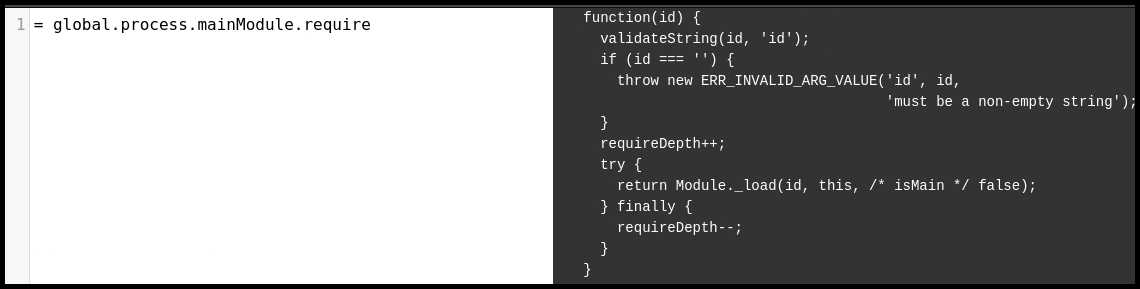 1 = global.process.mainModule.require
function(id) {
  validateString(id, 'id');
  if (id === '') {
    throw new ERR_INVALID_ARG_VALUE('id', id,
                                    'must be a non-empty string');
  }
  requireDepth++;
  try {
    return Module._load(id, this, /* isMain */ false);
  } finally {
    requireDepth--;
  }
}